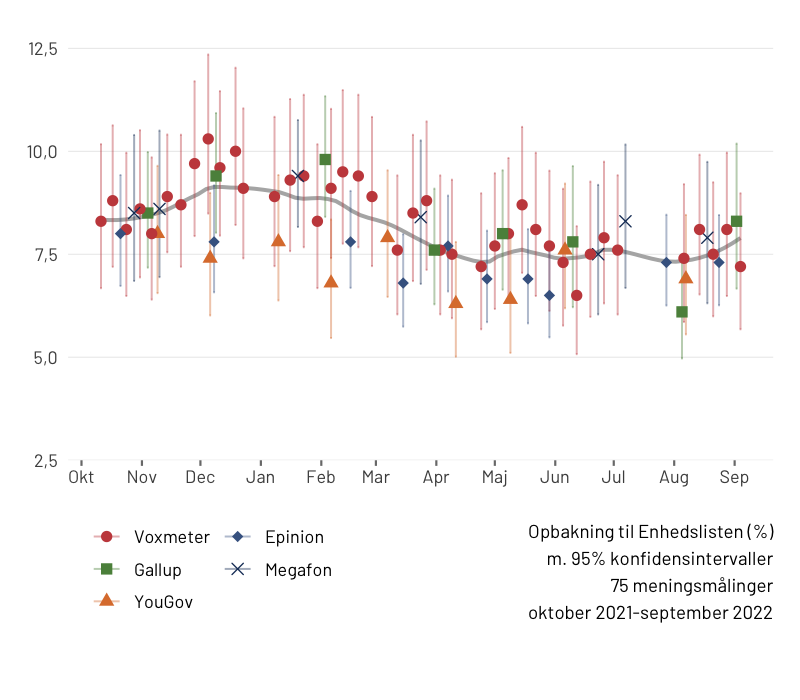 12,5
10,0
7,5
5,0
2,5
Okt Nov Dec Jan Feb Mar Apr Maj Jun Jul Aug Sep
Voxmeter Epinion
Gallup Megafon
YouGov
Opbakning til Enhedslisten (%)
m. 95% konfidensintervaller
75 meningsmålinger
oktober 2021-september 2022